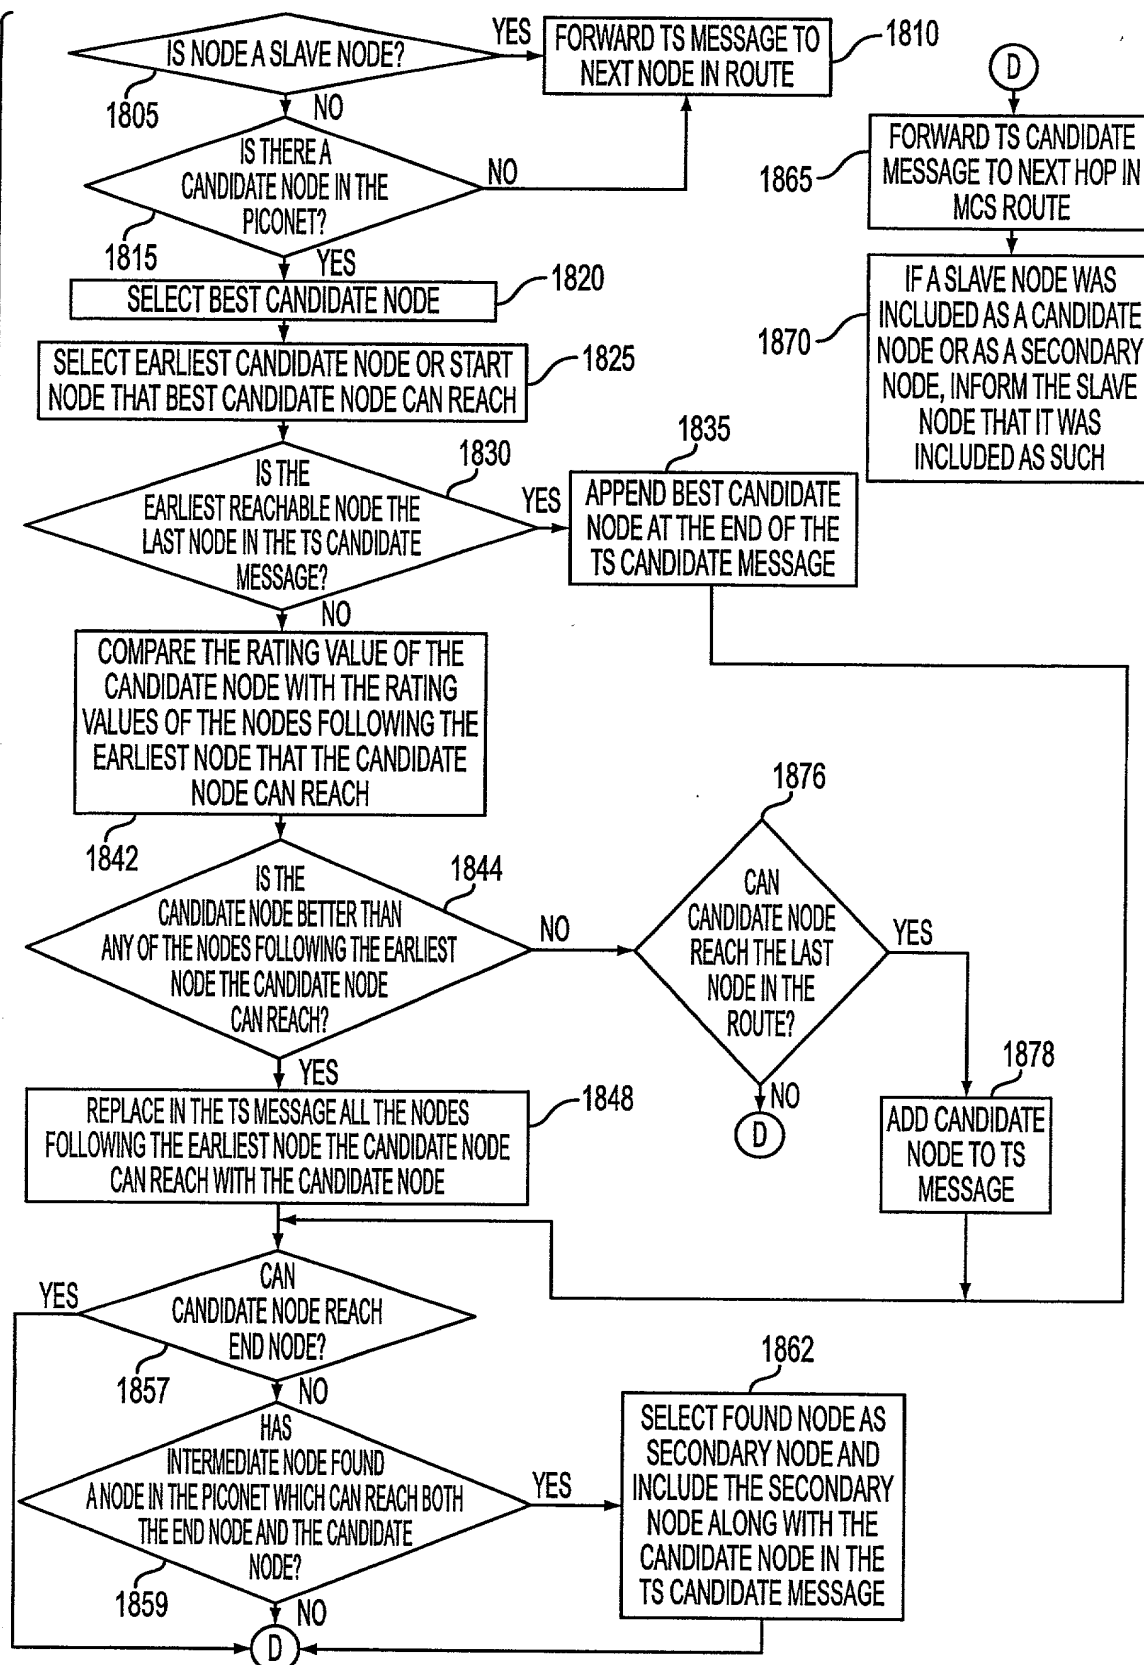 IS NODE A SLAVE NODE?
YES
FORWARD TS MESSAGE TO
NEXT NODE IN ROUTE
1810
1805
NO
IS THERE A
CANDIDATE NODE IN THE
PICONET?
NO
1815
YES
SELECT BEST CANDIDATE NODE
1820
SELECT EARLIEST CANDIDATE NODE OR START
NODE THAT BEST CANDIDATE NODE CAN REACH
1825
IS THE
EARLIEST REACHABLE NODE THE
LAST NODE IN THE TS CANDIDATE
MESSAGE?
1830
YES
1835
APPEND BEST CANDIDATE
NODE AT THE END OF THE
TS CANDIDATE MESSAGE
NO
COMPARE THE RATING VALUE OF THE
CANDIDATE NODE WITH THE RATING
VALUES OF THE NODES FOLLOWING THE
EARLIEST NODE THAT THE CANDIDATE
NODE CAN REACH
1842
IS THE
CANDIDATE NODE BETTER THAN
ANY OF THE NODES FOLLOWING THE EARLIEST
NODE THE CANDIDATE NODE
CAN REACH?
1844
NO
1876
CAN
CANDIDATE NODE
REACH THE LAST
NODE IN THE
ROUTE?
YES
NO
D
1878
ADD CANDIDATE
NODE TO TS
MESSAGE
YES
REPLACE IN THE TS MESSAGE ALL THE NODES
FOLLOWING THE EARLIEST NODE THE CANDIDATE NODE
CAN REACH WITH THE CANDIDATE NODE
1848
YES
CAN
CANDIDATE NODE REACH
END NODE?
1857
NO
HAS
INTERMEDIATE NODE FOUND
A NODE IN THE PICONET WHICH CAN REACH BOTH
THE END NODE AND THE CANDIDATE
NODE?
1859
YES
1862
SELECT FOUND NODE AS
SECONDARY NODE AND
INCLUDE THE SECONDARY
NODE ALONG WITH THE
CANDIDATE NODE IN THE
TS CANDIDATE MESSAGE
NO
D
D
FORWARD TS CANDIDATE
MESSAGE TO NEXT HOP IN
MCS ROUTE
1865
IF A SLAVE NODE WAS
INCLUDED AS A CANDIDATE
NODE OR AS A SECONDARY
NODE, INFORM THE SLAVE
NODE THAT IT WAS
INCLUDED AS SUCH
1870